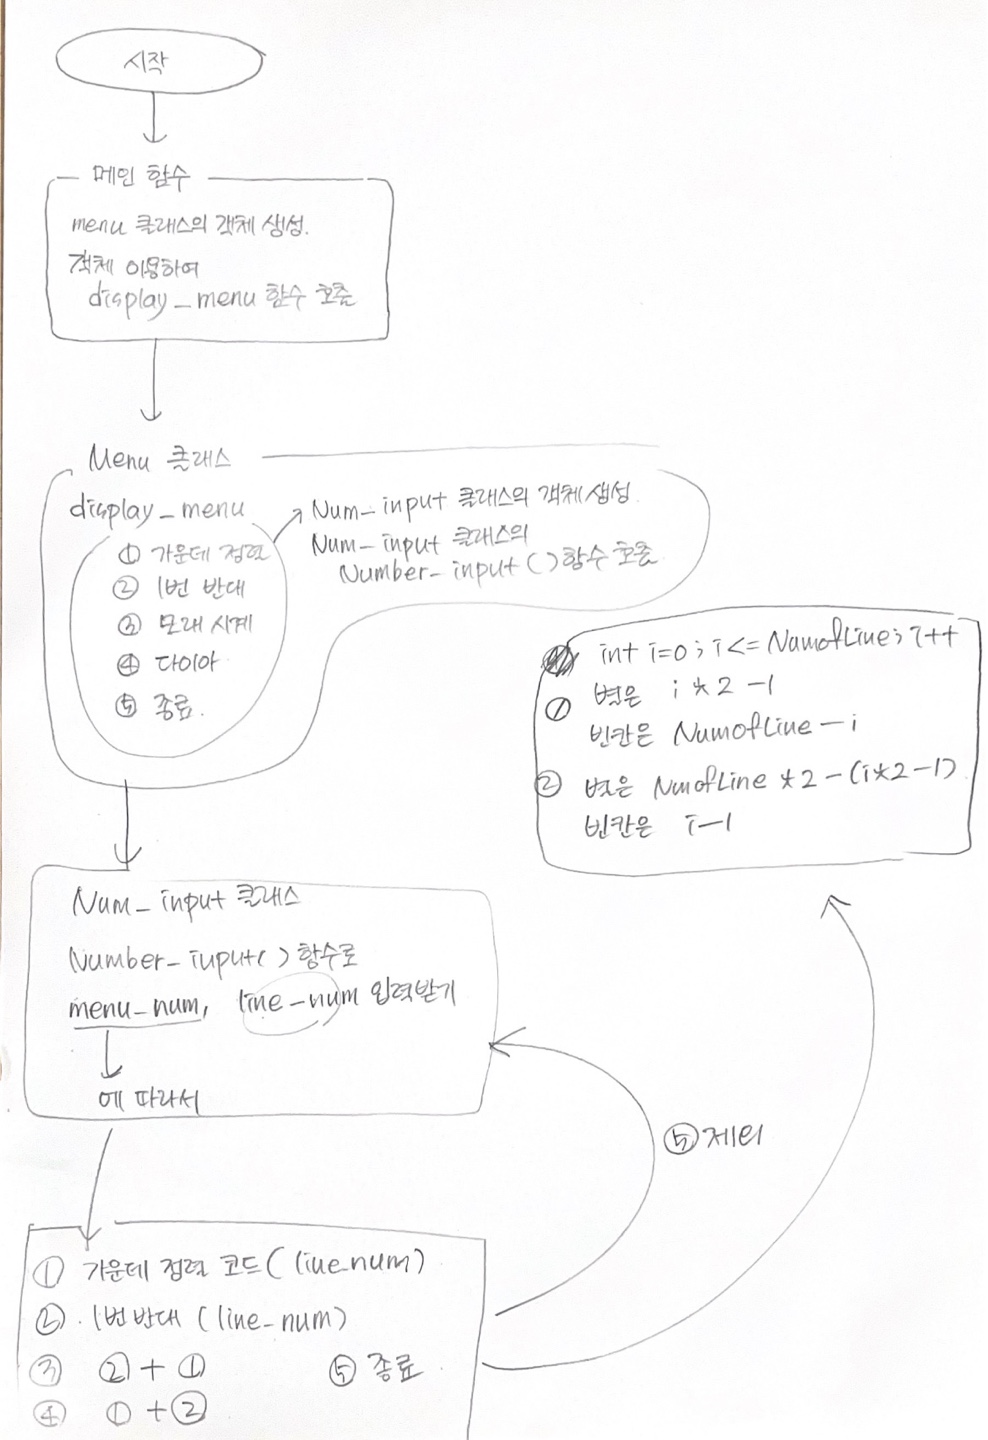 시작
메인 함수
menu 클래스의 객체 생성.
객체 이용하여
display_menu 함수 호출
Menu 클래스
display_menu
① 가운데 정렬
② 1번 반대
③ 모래시계
④ 다이아
⑤ 종료.
Num_input 클래스의 객체 생성.
Num_input 클래스의
Number_input() 함수 호출
int i=0; i<=NumofLine; i++
① 별은 i*2-1
빈칸은 NumofLine-i
② 별은 NumofLine*2-(i*2-1)
빈칸은 i-1
Num_input 클래스
Number_input() 함수로
menu_num, line_num 입력받기
에 따라서
⑤ 제외
① 가운데 정렬 코드(line_num)
② 1번 반대 (line_num)
③ ②+①
⑤ 종료.
④ ①+②